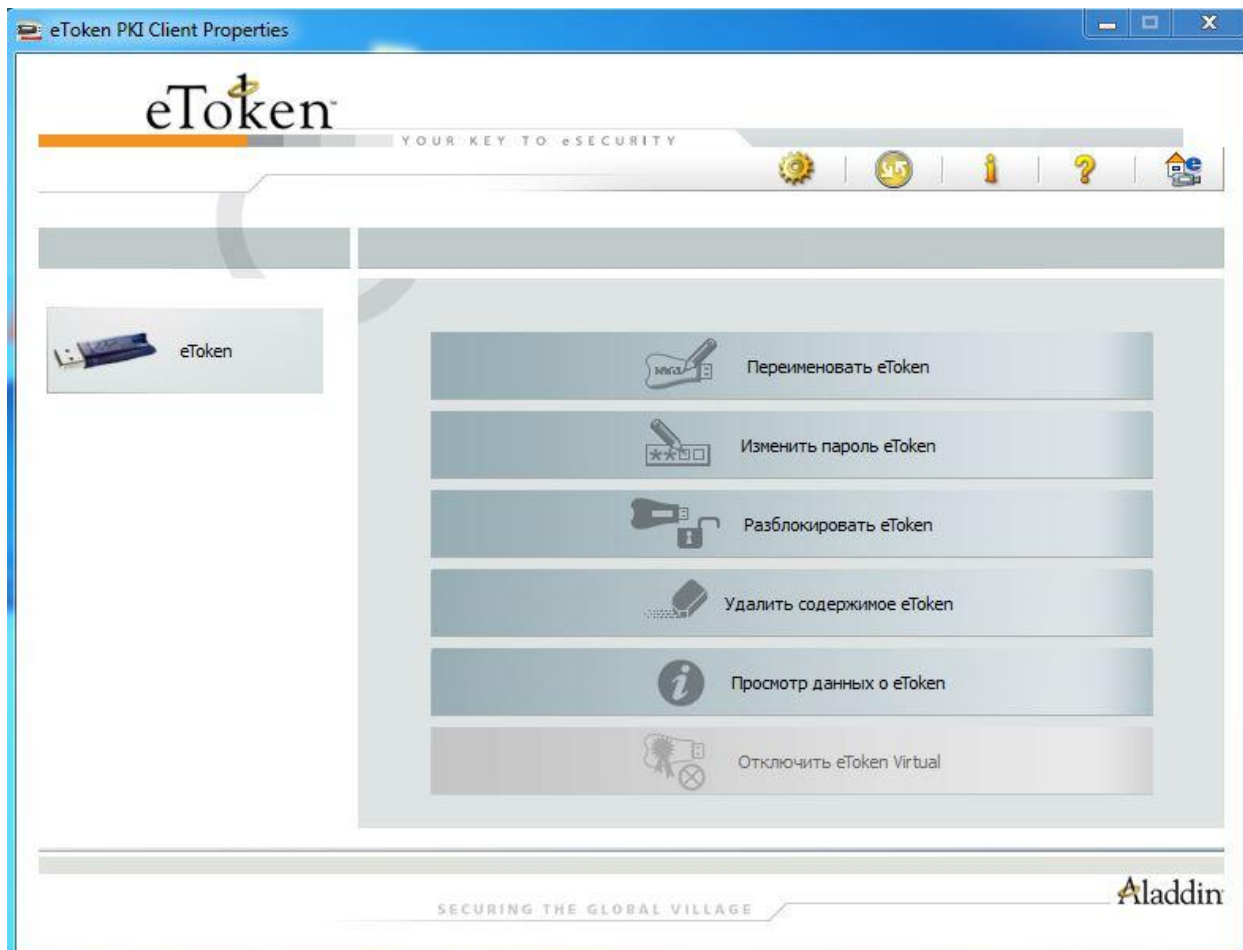 eToken PKI Client Properties
eToken
YOUR KEY TO eSECURITY
eToken
Переименовать eToken
Изменить пароль eToken
Разблокировать eToken
Удалить содержимое eToken
Просмотр данных о eToken
Отключить eToken Virtual
Aladdin
SECURING THE GLOBAL VILLAGE